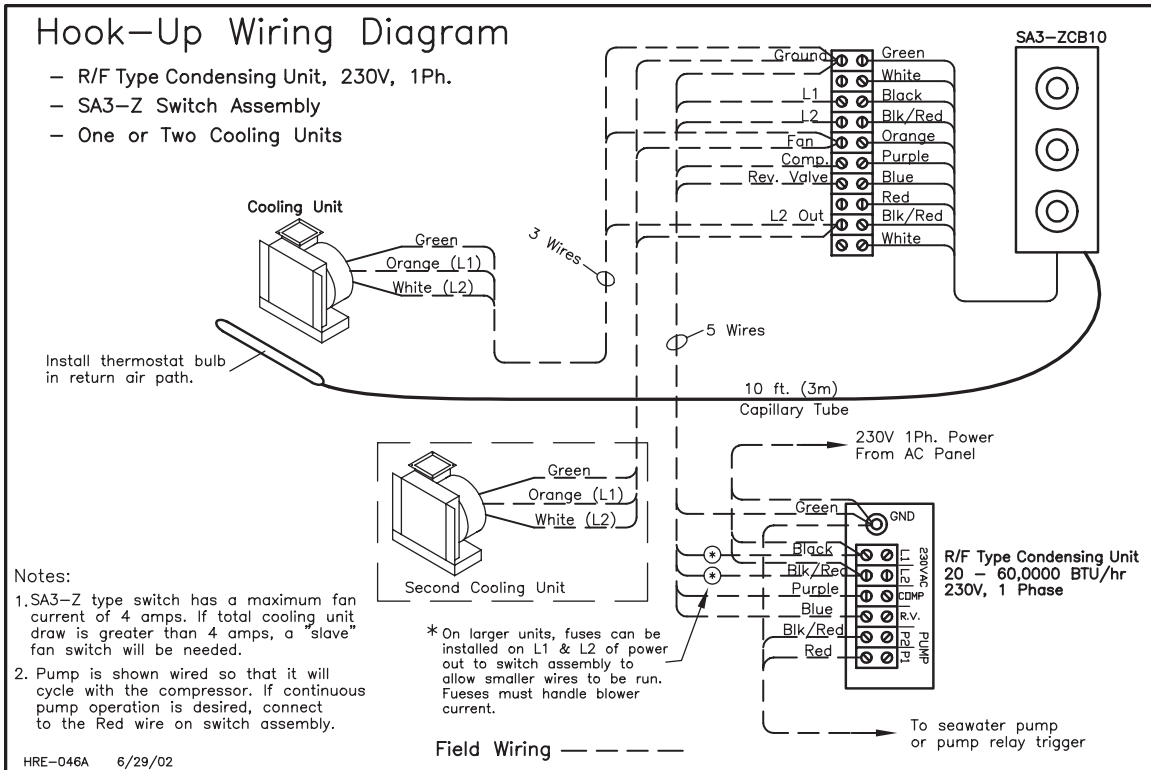 Hook-Up Wiring Diagram
- R/F Type Condensing Unit, 230V, 1Ph.
- SA3-Z Switch Assembly
- One or Two Cooling Units
SA3-ZCB10
Ground
Green
White
L1
Black
L2
Blk/Red
Fan
Orange
Comp.
Purple
Rev. Valve
Blue
Red
L2 Out
Blk/Red
White
Cooling Unit
Green
Orange (L1)
White (L2)
3 Wires
5 Wires
Install thermostat bulb
in return air path.
10 ft. (3m)
Capillary Tube
230V 1Ph. Power
From AC Panel
Green
Orange (L1)
White (L2)
Second Cooling Unit
Green
GND
Black
L1
Blk/Red
L2
230VAC
Purple
COMP
Blue
R.V.
Blk/Red
P2
Red
P1
PUMP
R/F Type Condensing Unit
20 - 60,0000 BTU/hr
230V, 1 Phase
*
*
* On larger units, fuses can be
installed on L1 & L2 of power
out to switch assembly to
allow smaller wires to be run.
Fueses must handle blower
current.
Notes:
1. SA3-Z type switch has a maximum fan
current of 4 amps. If total cooling unit
draw is greater than 4 amps, a "slave"
fan switch will be needed.
2. Pump is shown wired so that it will
cycle with the compressor. If continuous
pump operation is desired, connect
to the Red wire on switch assembly.
To seawater pump
or pump relay trigger
Field Wiring
HRE-046A 6/29/02